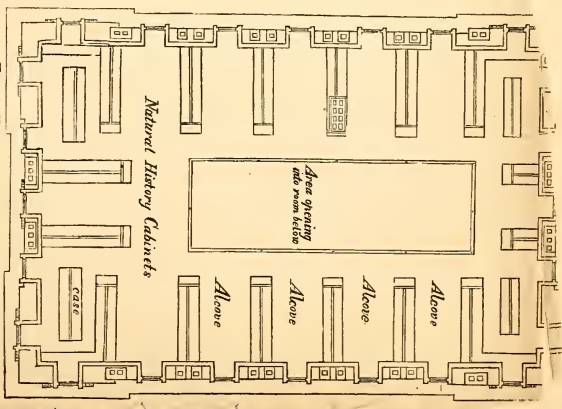 Natural History Cabinets
Area opening
into room below
case
Alcove
Alcove
Alcove
Alcove